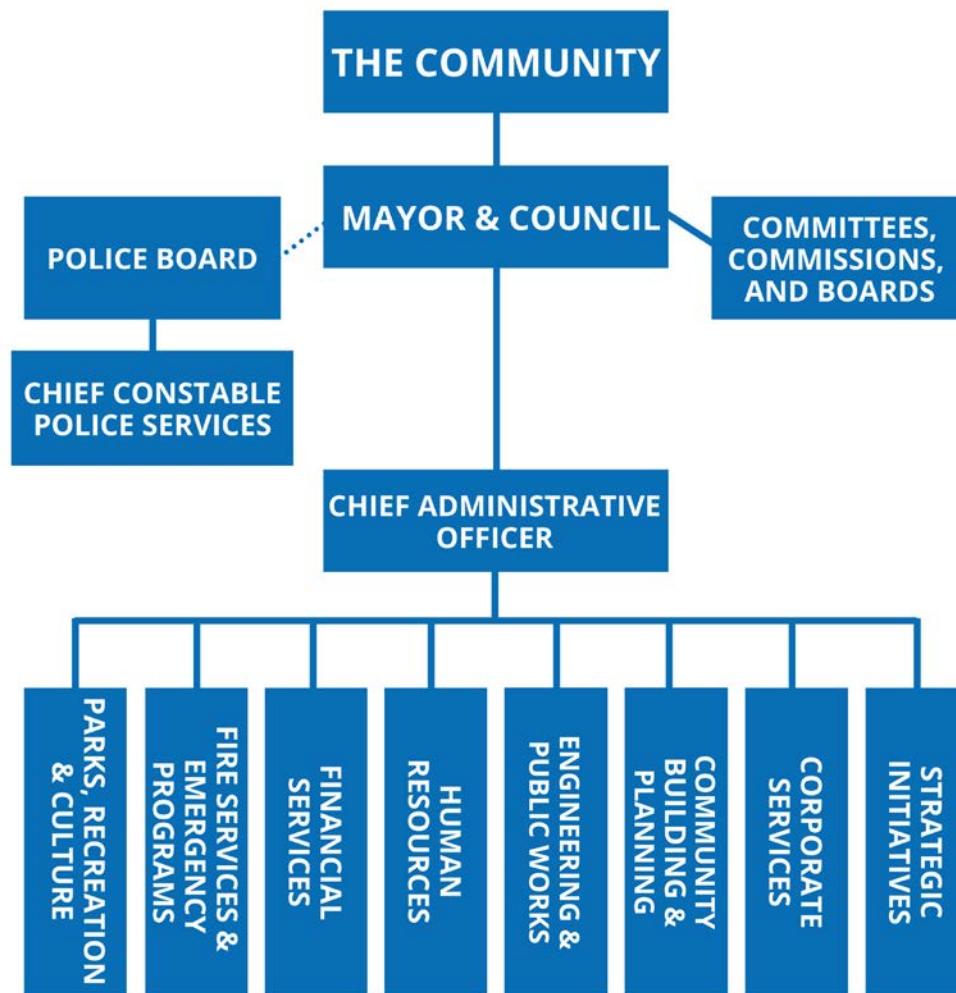 THE COMMUNITY
MAYOR & COUNCIL
POLICE BOARD
COMMITTEES,
COMMISSIONS,
AND BOARDS
CHIEF CONSTABLE
POLICE SERVICES
CHIEF ADMINISTRATIVE
OFFICER
PARKS, RECREATION
& CULTURE
FIRE SERVICES &
EMERGENCY
PROGRAMS
FINANCIAL
SERVICES
HUMAN
RESOURCES
ENGINEERING &
PUBLIC WORKS
COMMUNITY
BUILDING &
PLANNING
CORPORATE
SERVICES
STRATEGIC
INITIATIVES